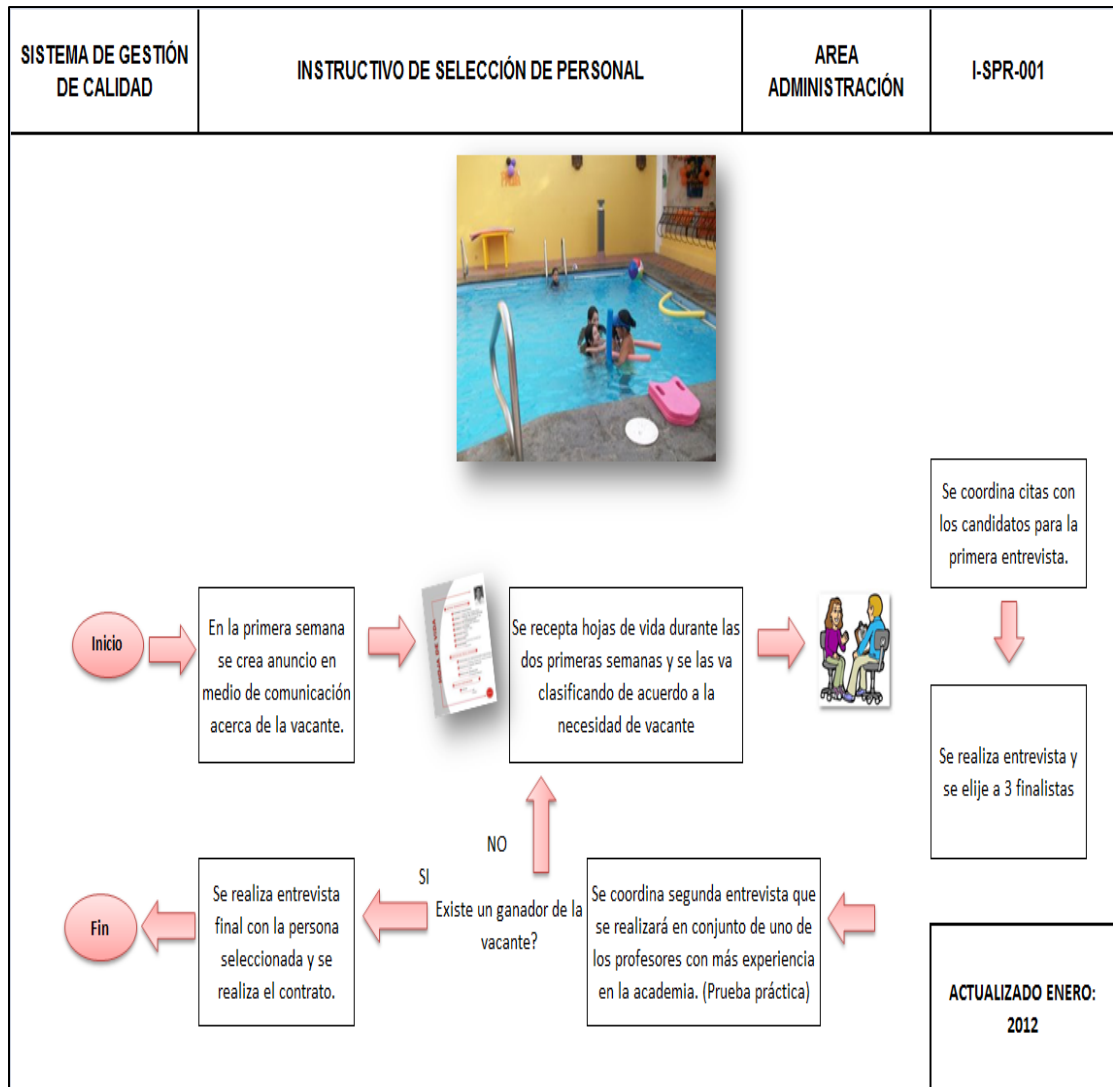 SISTEMA DE GESTIÓN
DE CALIDAD
INSTRUCTIVO DE SELECCIÓN DE PERSONAL
AREA
ADMINISTRACIÓN
I-SPR-001
Se coordina citas con
los candidatos para la
primera entrevista.
Inicio
En la primera semana
se crea anuncio en
medio de comunicación
acerca de la vacante.
HOJA DE VIDA
Se recepta hojas de vida durante las
dos primeras semanas y se las va
clasificando de acuerdo a la
necesidad de vacante
Se realiza entrevista y
se elije a 3 finalistas
NO
SI
Existe un ganador de la
vacante?
Se coordina segunda entrevista que
se realizará en conjunto de uno de
los profesores con más experiencia
en la academia. (Prueba práctica)
Se realiza entrevista
final con la persona
seleccionada y se
realiza el contrato.
Fin
ACTUALIZADO ENERO:
2012